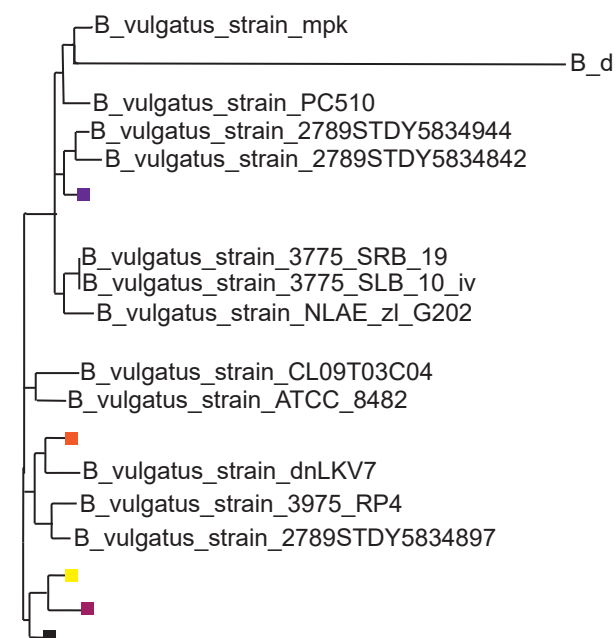 B_vulgatus_strain_mpk
B_d
B_vulgatus_strain_PC510
B_vulgatus_strain_2789STDY5834944
B_vulgatus_strain_2789STDY5834842
B_vulgatus_strain_3775_SRB_19
B_vulgatus_strain_3775_SLB_10_iv
B_vulgatus_strain_NLAE_zl_G202
B_vulgatus_strain_CL09T03C04
B_vulgatus_strain_ATCC_8482
B_vulgatus_strain_dnLKV7
B_vulgatus_strain_3975_RP4
B_vulgatus_strain_2789STDY5834897